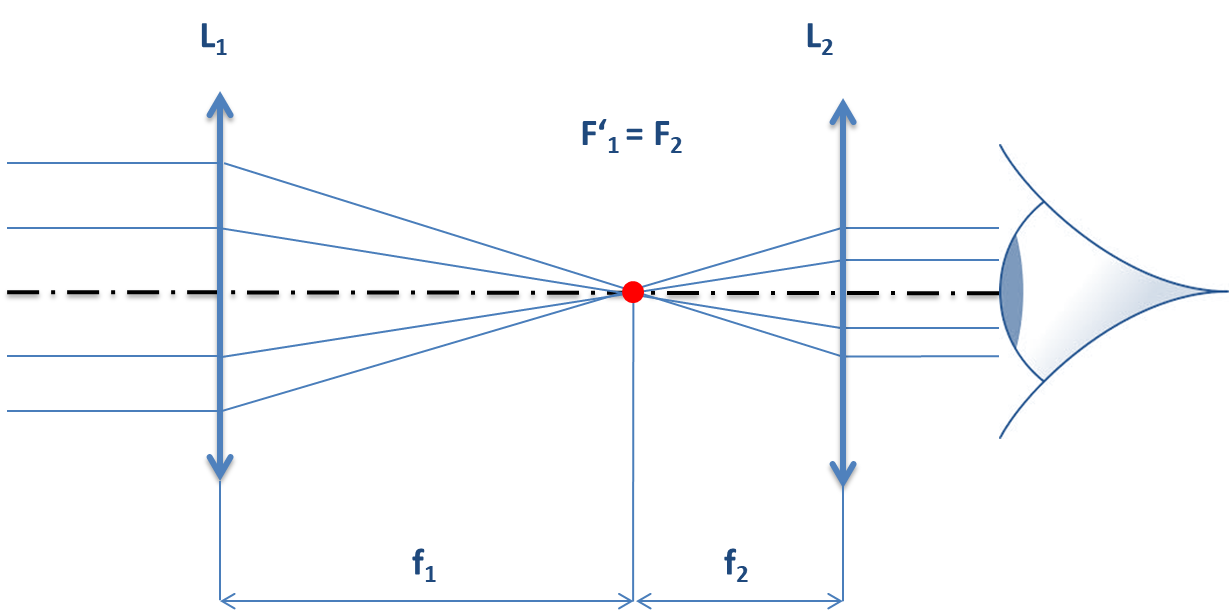 L₁
L₂
F‘₁ = F₂
f₁
f₂